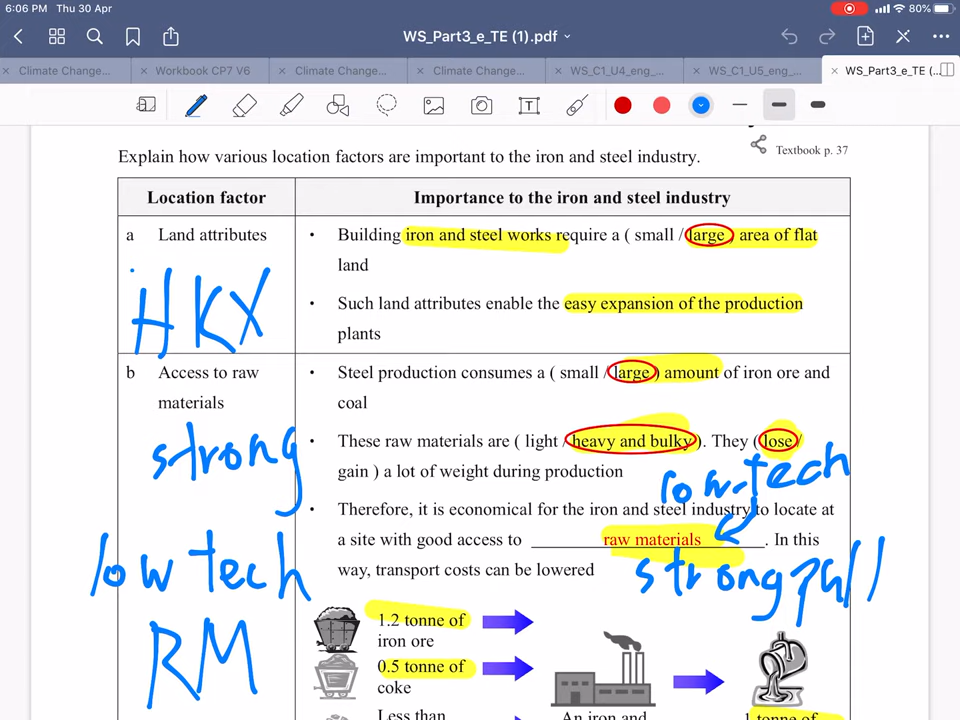 6:06 PM Thu 30 Apr
80%
WS_Part3_e_TE (1).pdf
Climate Change...
Workbook CP7 V6
Climate Change...
Climate Change...
WS_C1_U4_eng_...
WS_C1_U5_eng_...
WS_Part3_e_TE (...
Textbook p. 37
Explain how various location factors are important to the iron and steel industry.
Location factor
Importance to the iron and steel industry
a Land attributes
HKX
• Building iron and steel works require a ( small / large ) area of flat
land
• Such land attributes enable the easy expansion of the production
plants
b Access to raw
materials
strong
low tech
RM
• Steel production consumes a ( small / large ) amount of iron ore and
coal
• These raw materials are ( light / heavy and bulky ). They ( lose /
gain ) a lot of weight during production
low-tech
• Therefore, it is economical for the iron and steel industry to locate at
a site with good access to raw materials . In this
way, transport costs can be lowered
strong pull
1.2 tonne of
iron ore
0.5 tonne of
coke
Less than
An iron and
1 tonne of